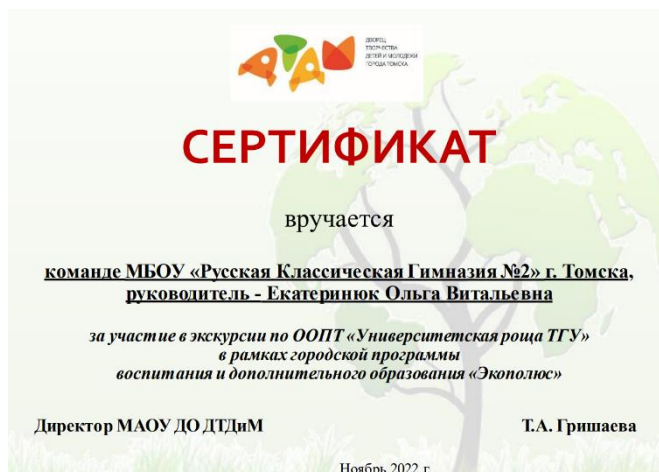 ДТДМ
ДВОРЕЦ
ТВОРЧЕСТВА
ДЕТЕЙ И МОЛОДЕЖИ
ГОРОДА ТОМСКА
СЕРТИФИКАТ
вручается
команде МБОУ «Русская Классическая Гимназия №2» г. Томска,
руководитель - Екатеринюк Ольга Витальевна
за участие в экскурсии по ООПТ «Университетская роща ТГУ»
в рамках городской программы
воспитания и дополнительного образования «Экополюс»
Директор МАОУ ДО ДТДиМ Т.А. Гришаева
Ноябрь 2022 г.